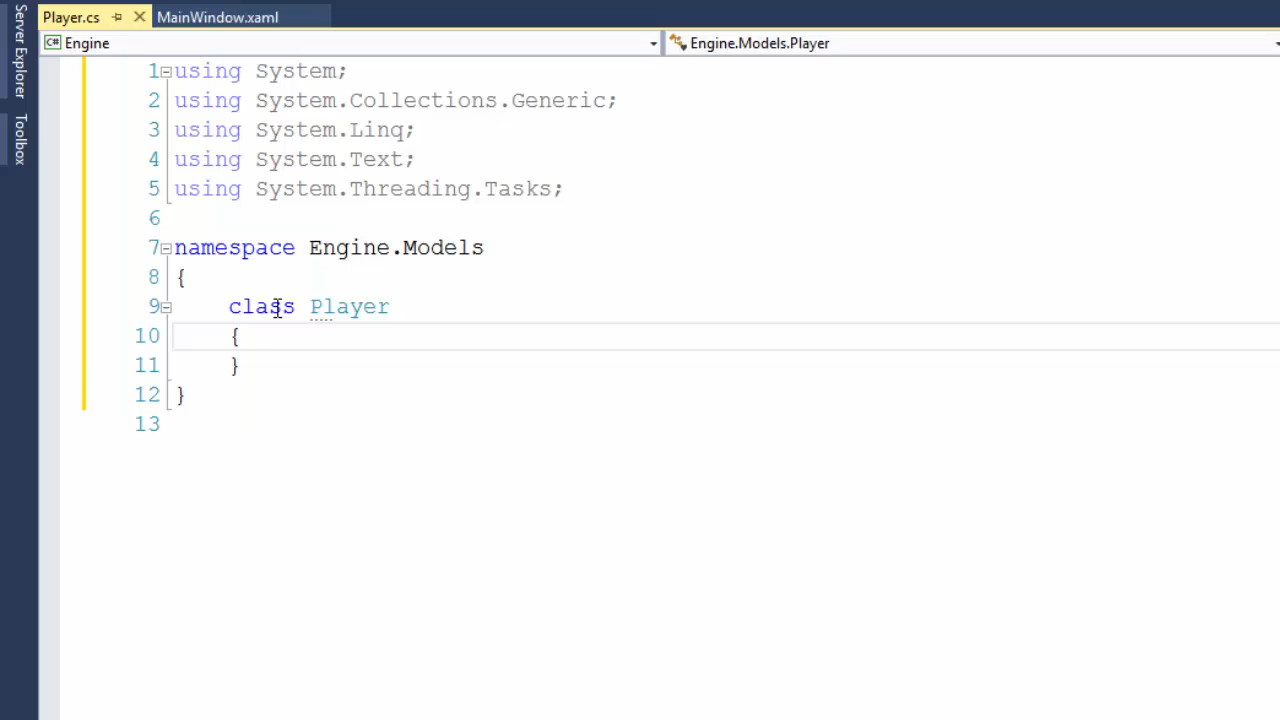 Server Explorer
Toolbox
Player.cs
MainWindow.xaml
C# Engine
Engine.Models.Player
1 using System;
2 using System.Collections.Generic;
3 using System.Linq;
4 using System.Text;
5 using System.Threading.Tasks;
6
7 namespace Engine.Models
8 {
9 class Player
10 {
11 }
12 }
13